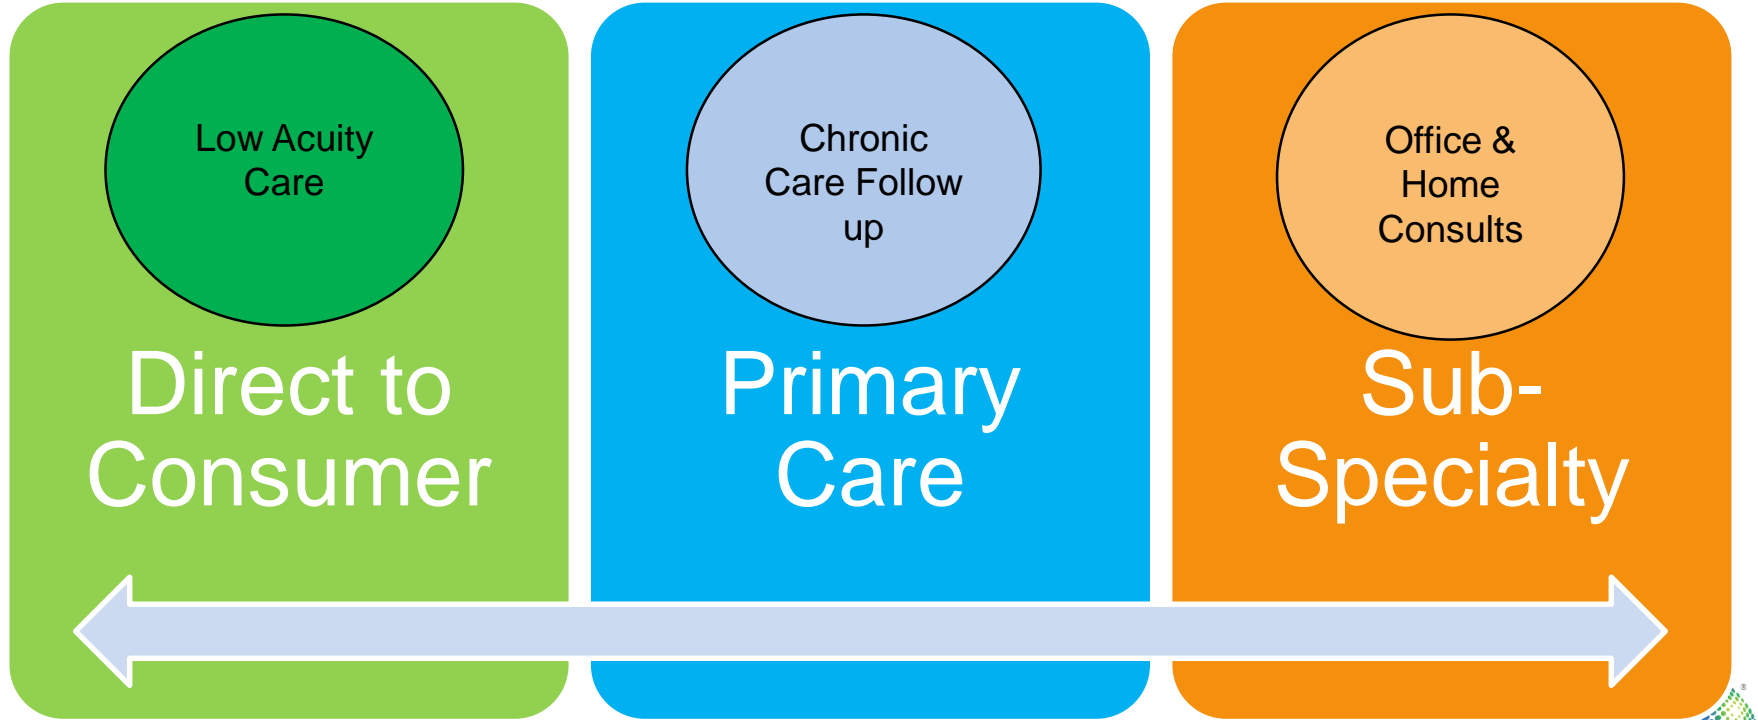 Low Acuity
Care
Direct to
Consumer
Chronic
Care Follow
up
Primary
Care
Office &
Home
Consults
Sub-
Specialty
®